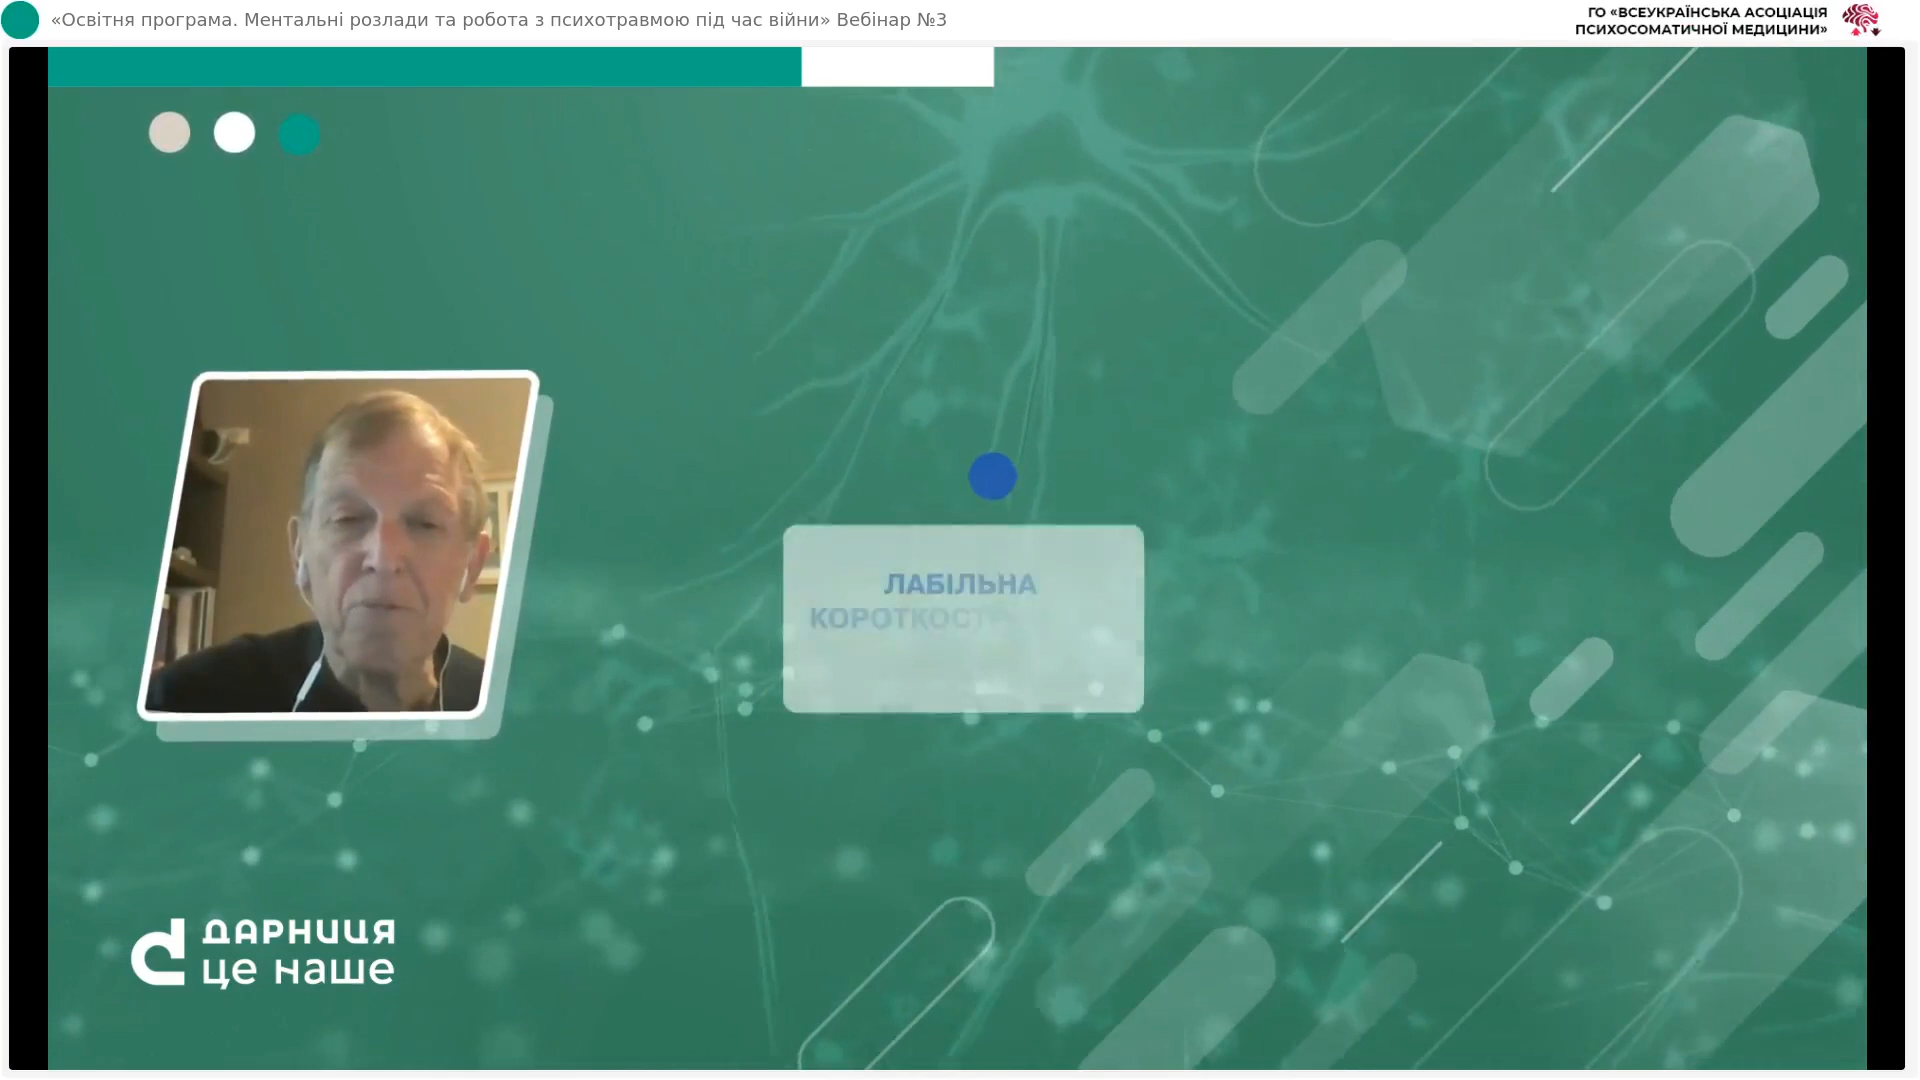 «Освітня програма. Ментальні розлади та робота з психотравмою під час війни» Вебінар №3
ГО «ВСЕУКРАЇНСЬКА АСОЦІАЦІЯ
ПСИХОСОМАТИЧНОЇ МЕДИЦИНИ»
ЛАБІЛЬНА
ДАРНИЦЯ
це наше